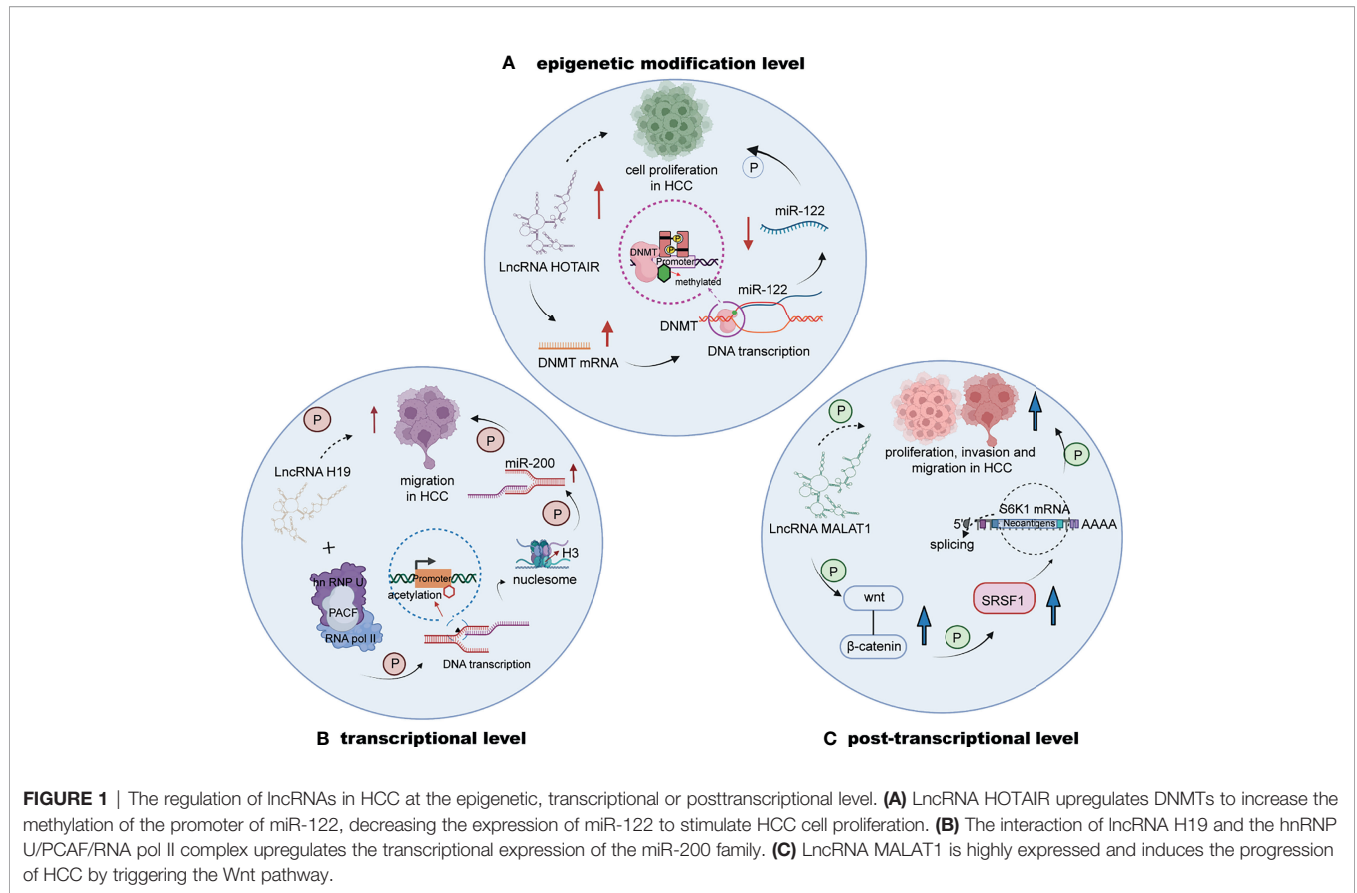 A epigenetic modification level
cell proliferation
in HCC
P
miR-122
LncRNA HOTAIR
DNMT
P
P
Promoter
methylated
miR-122
DNMT
DNA transcription
DNMT mRNA
P
LncRNA H19
migration
in HCC
P
miR-200
P
H3
nuclesome
+
hn RNP U
PACF
RNA pol II
Promoter
acetylation
P
DNA transcription
B transcriptional level
P
proliferation, invasion and
migration in HCC
P
LncRNA MALAT1
S6K1 mRNA
5' Neoantigens AAAA
splicing
P
wnt
β-catenin
P
SRSF1
C post-transcriptional level
FIGURE 1 | The regulation of lncRNAs in HCC at the epigenetic, transcriptional or posttranscriptional level. (A) LncRNA HOTAIR upregulates DNMTs to increase the
methylation of the promoter of miR-122, decreasing the expression of miR-122 to stimulate HCC cell proliferation. (B) The interaction of lncRNA H19 and the hnRNP
U/PCAF/RNA pol II complex upregulates the transcriptional expression of the miR-200 family. (C) LncRNA MALAT1 is highly expressed and induces the progression
of HCC by triggering the Wnt pathway.